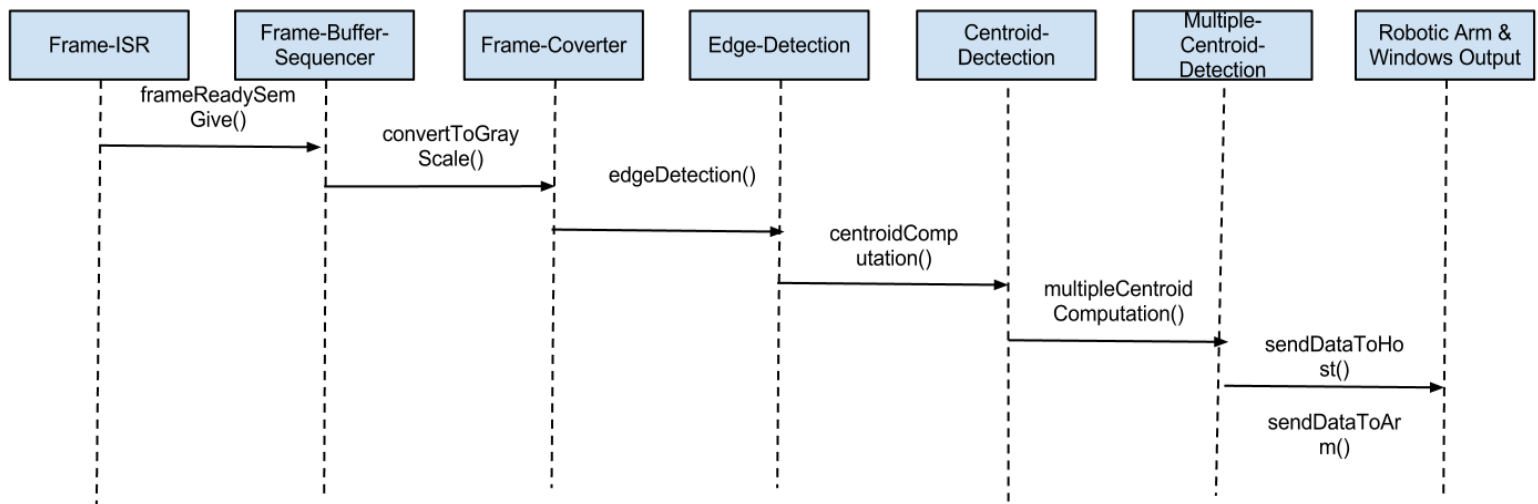 Frame-ISR
Frame-Buffer-
Sequencer
Frame-Coverter
Edge-Detection
Centroid-
Dectection
Multiple-
Centroid-
Detection
Robotic Arm &
Windows Output
frameReadySem
Give()
convertToGray
Scale()
edgeDetection()
centroidComp
utation()
multipleCentroid
Computation()
sendDataToHo
st()
sendDataToAr
m()